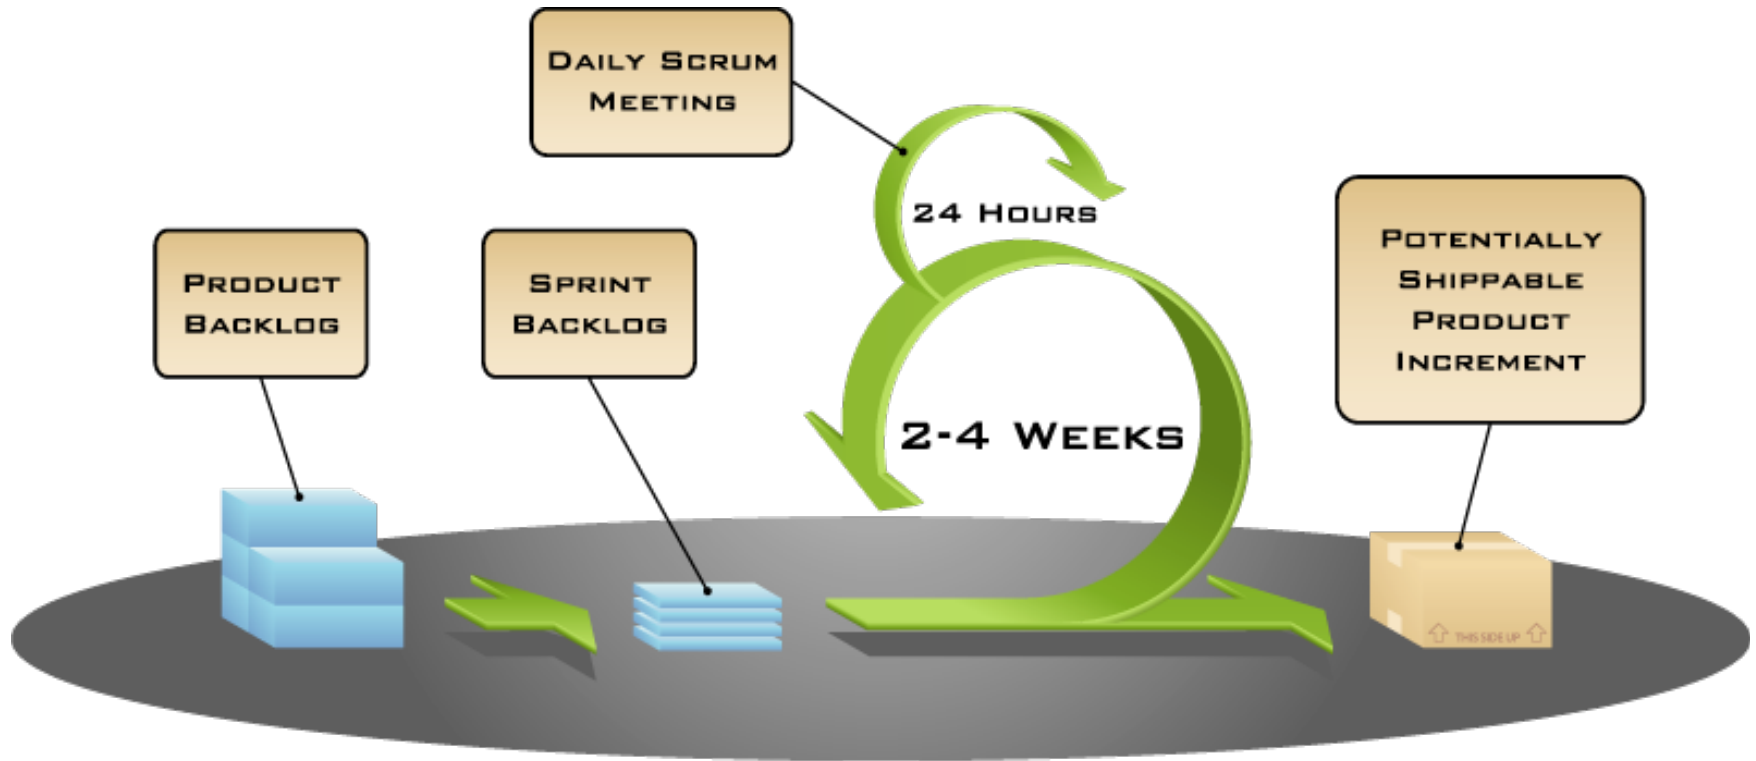 DAILY SCRUM
MEETING
24 HOURS
PRODUCT
BACKLOG
SPRINT
BACKLOG
POTENTIALLY
SHIPPABLE
PRODUCT
INCREMENT
2-4 WEEKS
THIS SIDE UP